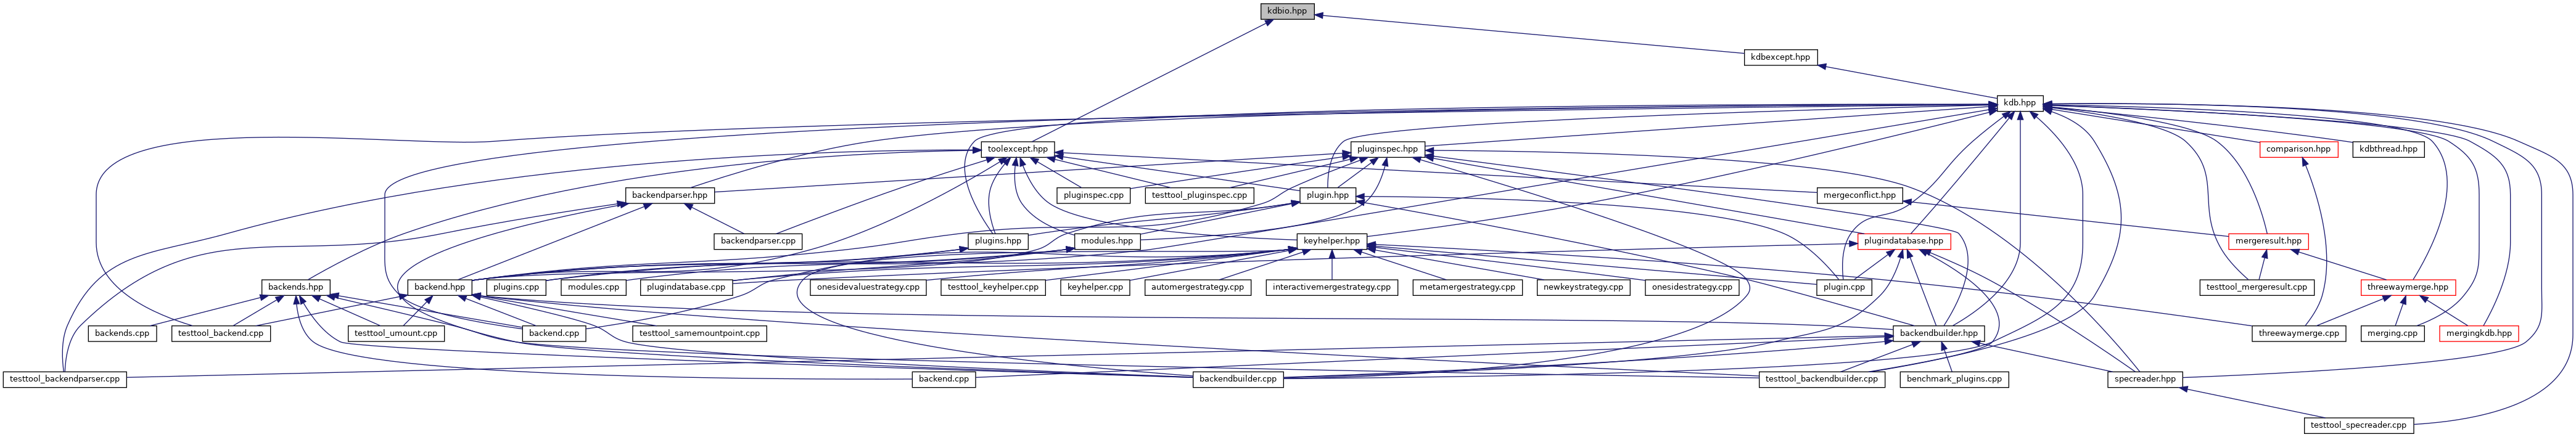 kdbio.hpp
kdbexcept.hpp
kdb.hpp
toolexcept.hpp
pluginspec.hpp
comparison.hpp
kdbthread.hpp
backendparser.hpp
pluginspec.cpp
testtool_pluginspec.cpp
plugin.hpp
mergeconflict.hpp
backendparser.cpp
plugins.hpp
modules.hpp
keyhelper.hpp
plugindatabase.hpp
mergeresult.hpp
backends.hpp
backend.hpp
plugins.cpp
modules.cpp
plugindatabase.cpp
onesidevaluestrategy.cpp
testtool_keyhelper.cpp
keyhelper.cpp
automergestrategy.cpp
interactivemergestrategy.cpp
metamergestrategy.cpp
newkeystrategy.cpp
onesidestrategy.cpp
plugin.cpp
testtool_mergeresult.cpp
threewaymerge.hpp
backends.cpp
testtool_backend.cpp
testtool_umount.cpp
backend.cpp
testtool_samemountpoint.cpp
backendbuilder.hpp
threewaymerge.cpp
merging.cpp
mergingkdb.hpp
testtool_backendparser.cpp
backend.cpp
backendbuilder.cpp
testtool_backendbuilder.cpp
benchmark_plugins.cpp
specreader.hpp
testtool_specreader.cpp